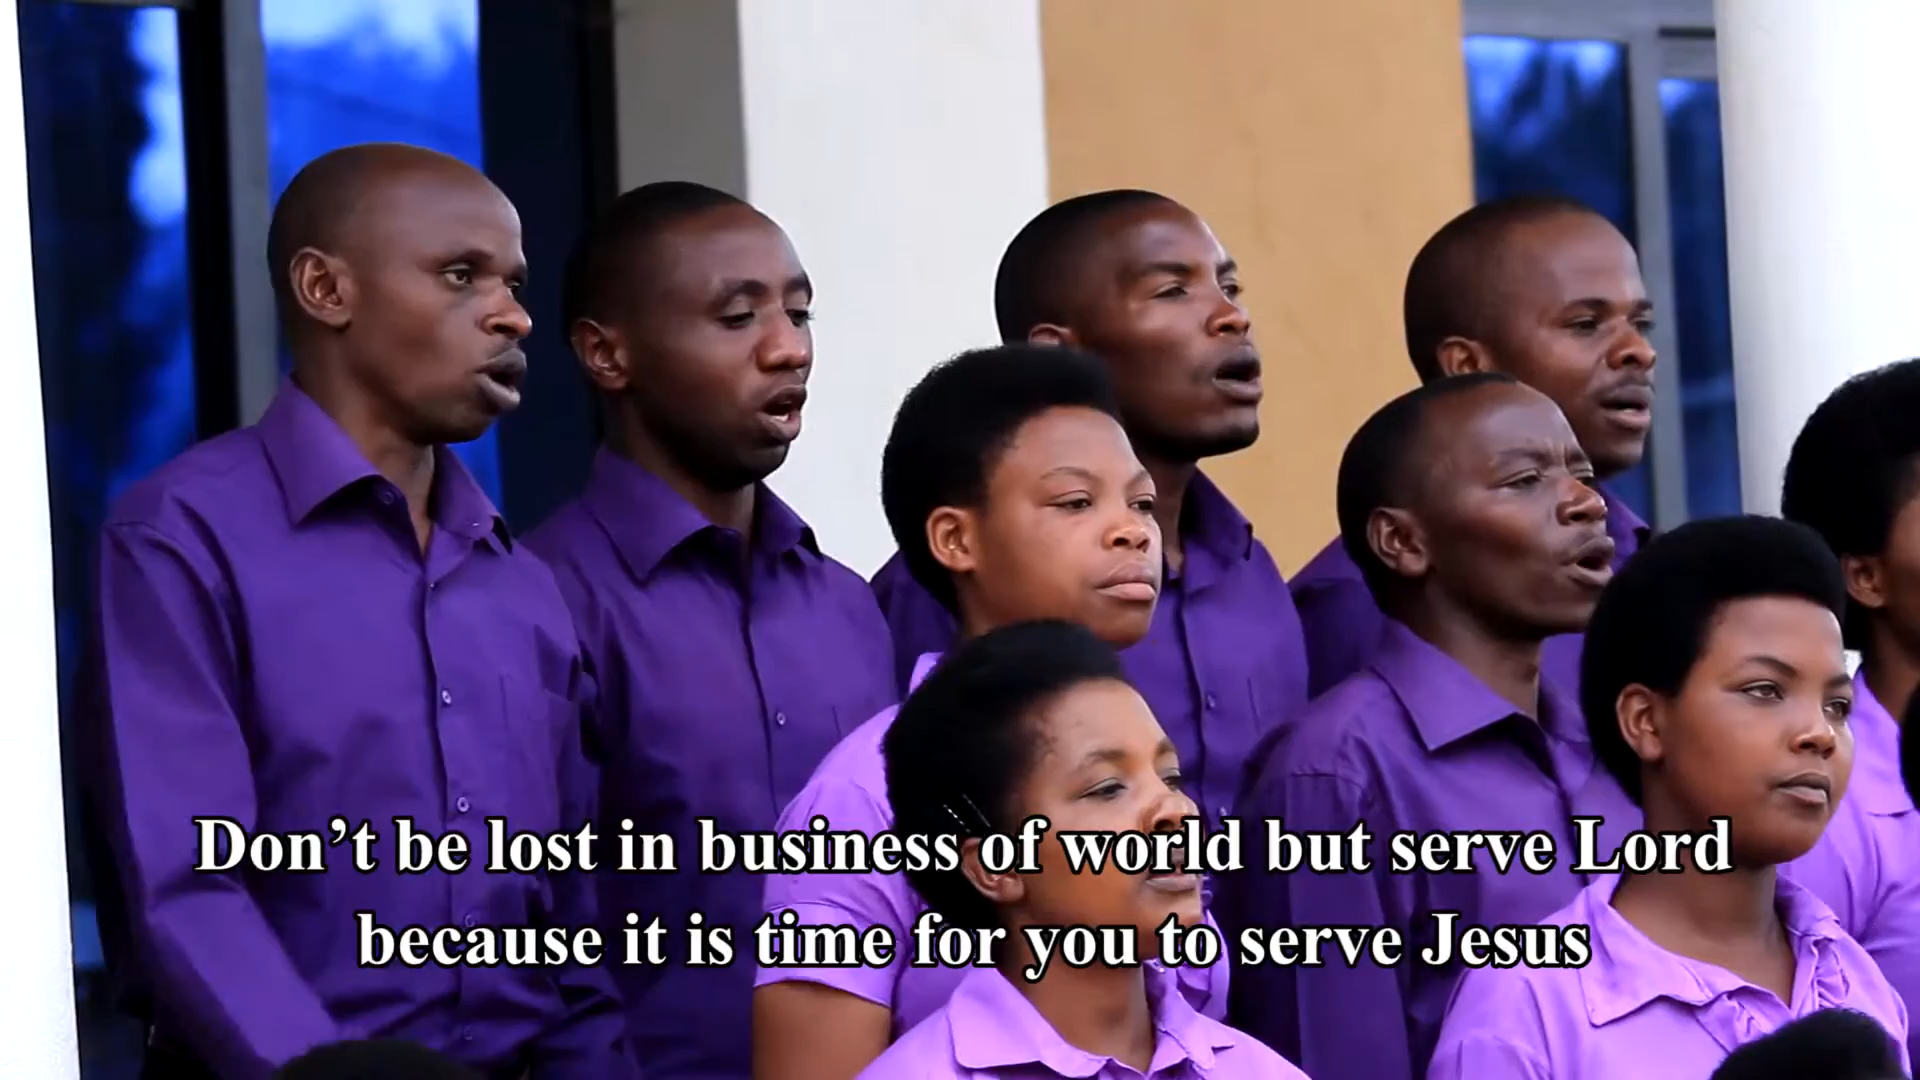 Don’t be lost in business of world but serve Lord
because it is time for you to serve Jesus